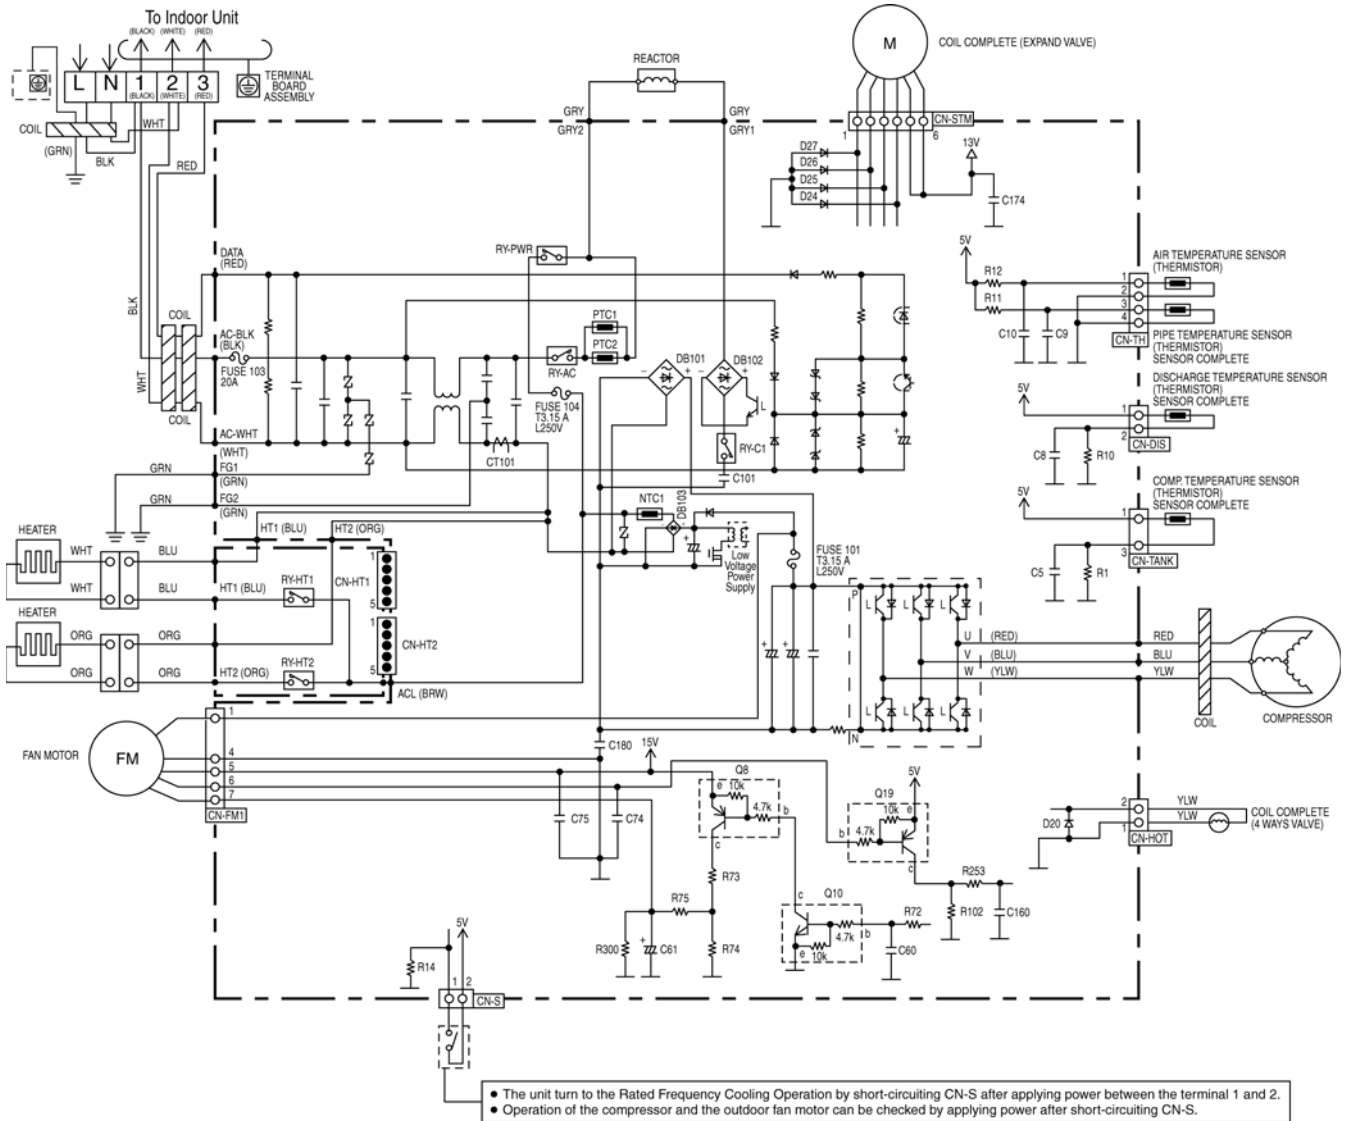 To Indoor Unit
(BLACK) (WHITE) (RED)
L N 1 2 3
(BLACK) (WHITE) (RED)
TERMINAL
BOARD
ASSEMBLY
COIL
(GRN)
WHT
BLK
RED
REACTOR
GRY GRY
GRY2 GRY1
M
COIL COMPLETE (EXPAND VALVE)
CN-STM
1 6
13V
D27
D26
D25
D24
C174
DATA
(RED)
RY-PWR
BLK
COIL
AC-BLK
(BLK)
FUSE 103
20A
WHT
COIL
AC-WHT
(WHT)
PTC1
PTC2
RY-AC
FUSE 104
T3.15 A
L250V
CT101
DB101
DB102
- + - +
L
RY-C1
C101
+
5V
R12
R11
C10 C9
1
2
3
4
CN-TH
AIR TEMPERATURE SENSOR
(THERMISTOR)
PIPE TEMPERATURE SENSOR
(THERMISTOR)
SENSOR COMPLETE
DISCHARGE TEMPERATURE SENSOR
(THERMISTOR)
SENSOR COMPLETE
5V
1
2
CN-DIS
C8 R10
COMP. TEMPERATURE SENSOR
(THERMISTOR)
SENSOR COMPLETE
5V
1
3
CN-TANK
C5 R1
GRN
FG1
(GRN)
GRN
FG2
(GRN)
HT1 (BLU) HT2 (ORG)
NTC1
DB103
- +
Low
Voltage
Power
Supply
FUSE 101
T3.15 A
L250V
HEATER
WHT BLU
WHT BLU
HT1 (BLU)
RY-HT1
CN-HT1
1
5
HEATER
ORG ORG
ORG ORG
HT2 (ORG)
RY-HT2
CN-HT2
1
5
ACL (BRW)
P
L L L
L L L
N
U (RED) RED
V (BLU) BLU
W (YLW) YLW
COIL
COMPRESSOR
FAN MOTOR
FM
1
4
5
6
7
CN-FM1
C180
15V
C75 C74
Q8
e 10k
4.7k b
c
R73
R75
R300
+ C61
R74
Q19
5V
10k e
4.7k
b
c
R253
R102 C160
Q10
c
4.7k b
e 10k
R72
C60
2
1
D20
CN-HOT
YLW
YLW
COIL COMPLETE
(4 WAYS VALVE)
5V
R14
1 2
CN-S
● The unit turn to the Rated Frequency Cooling Operation by short-circuiting CN-S after applying power between the terminal 1 and 2.
● Operation of the compressor and the outdoor fan motor can be checked by applying power after short-circuiting CN-S.